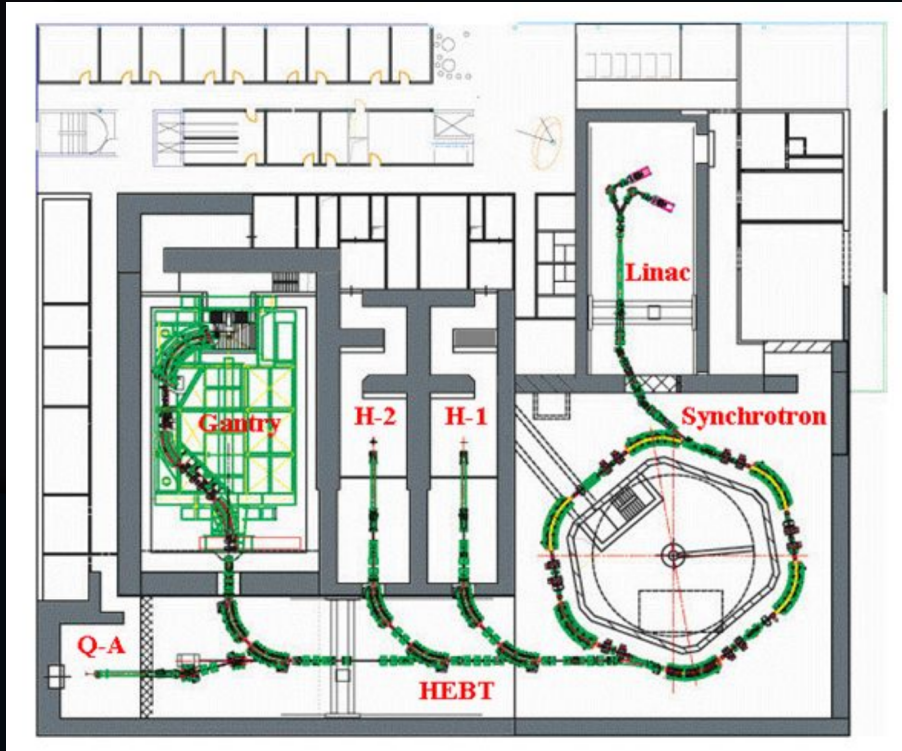 Linac
Gantry
H-2
H-1
Synchrotron
Q-A
HEBT